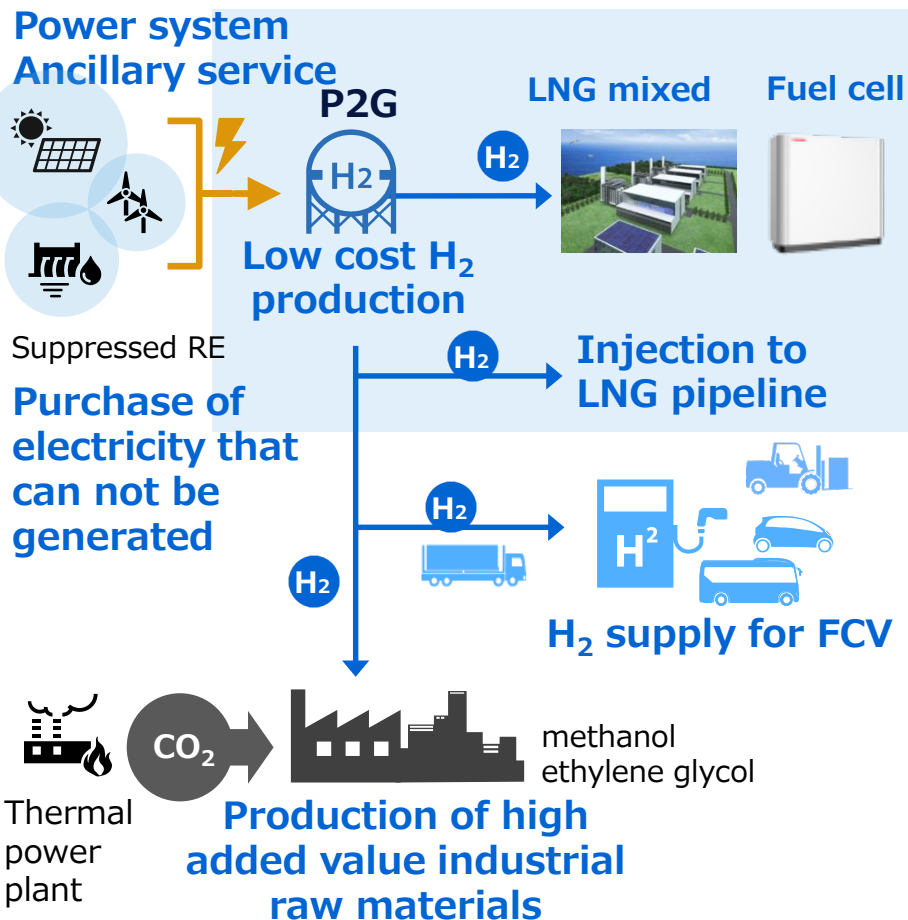 Power system
Ancillary service
P2G
LNG mixed
Fuel cell
H₂
H₂
Low cost H₂
production
Suppressed RE
H₂
Injection to
LNG pipeline
Purchase of
electricity that
can not be
generated
H₂
H²
H₂
H₂ supply for FCV
CO₂
methanol
ethylene glycol
Thermal
power
plant
Production of high
added value industrial
raw materials